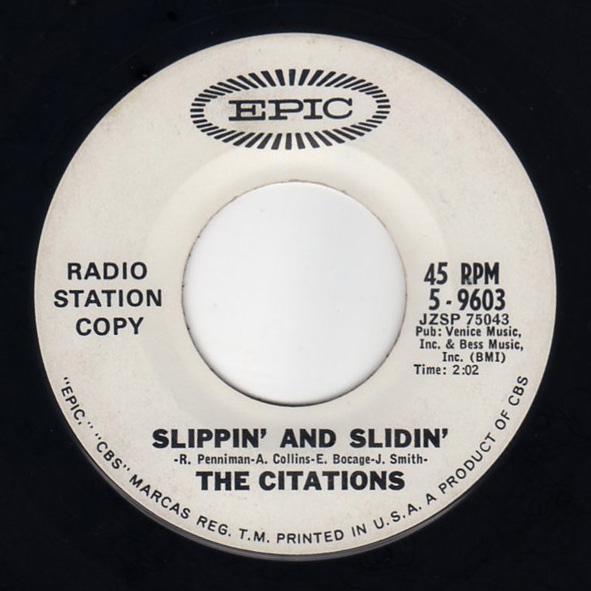 EPIC
RADIO
STATION
COPY
45 RPM
5-9603
JZSP 75043
Pub: Venice Music,
Inc. & Bess Music,
Inc. (BMI)
Time: 2:02
SLIPPIN' AND SLIDIN'
-R. Penniman-A. Collins-E. Bocage-J. Smith-
THE CITATIONS
"EPIC," "CBS" MARCAS REG. T.M. PRINTED IN U.S.A. A PRODUCT OF CBS